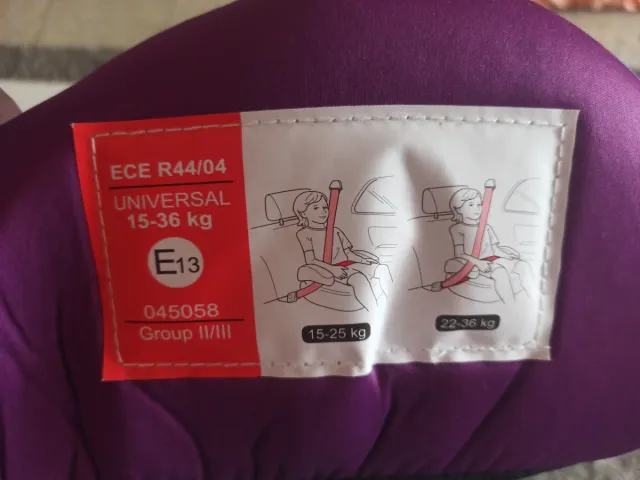 ECE R44/04
UNIVERSAL
15-36 kg
E13
045058
Group II/III
15-25 kg
22-36 kg